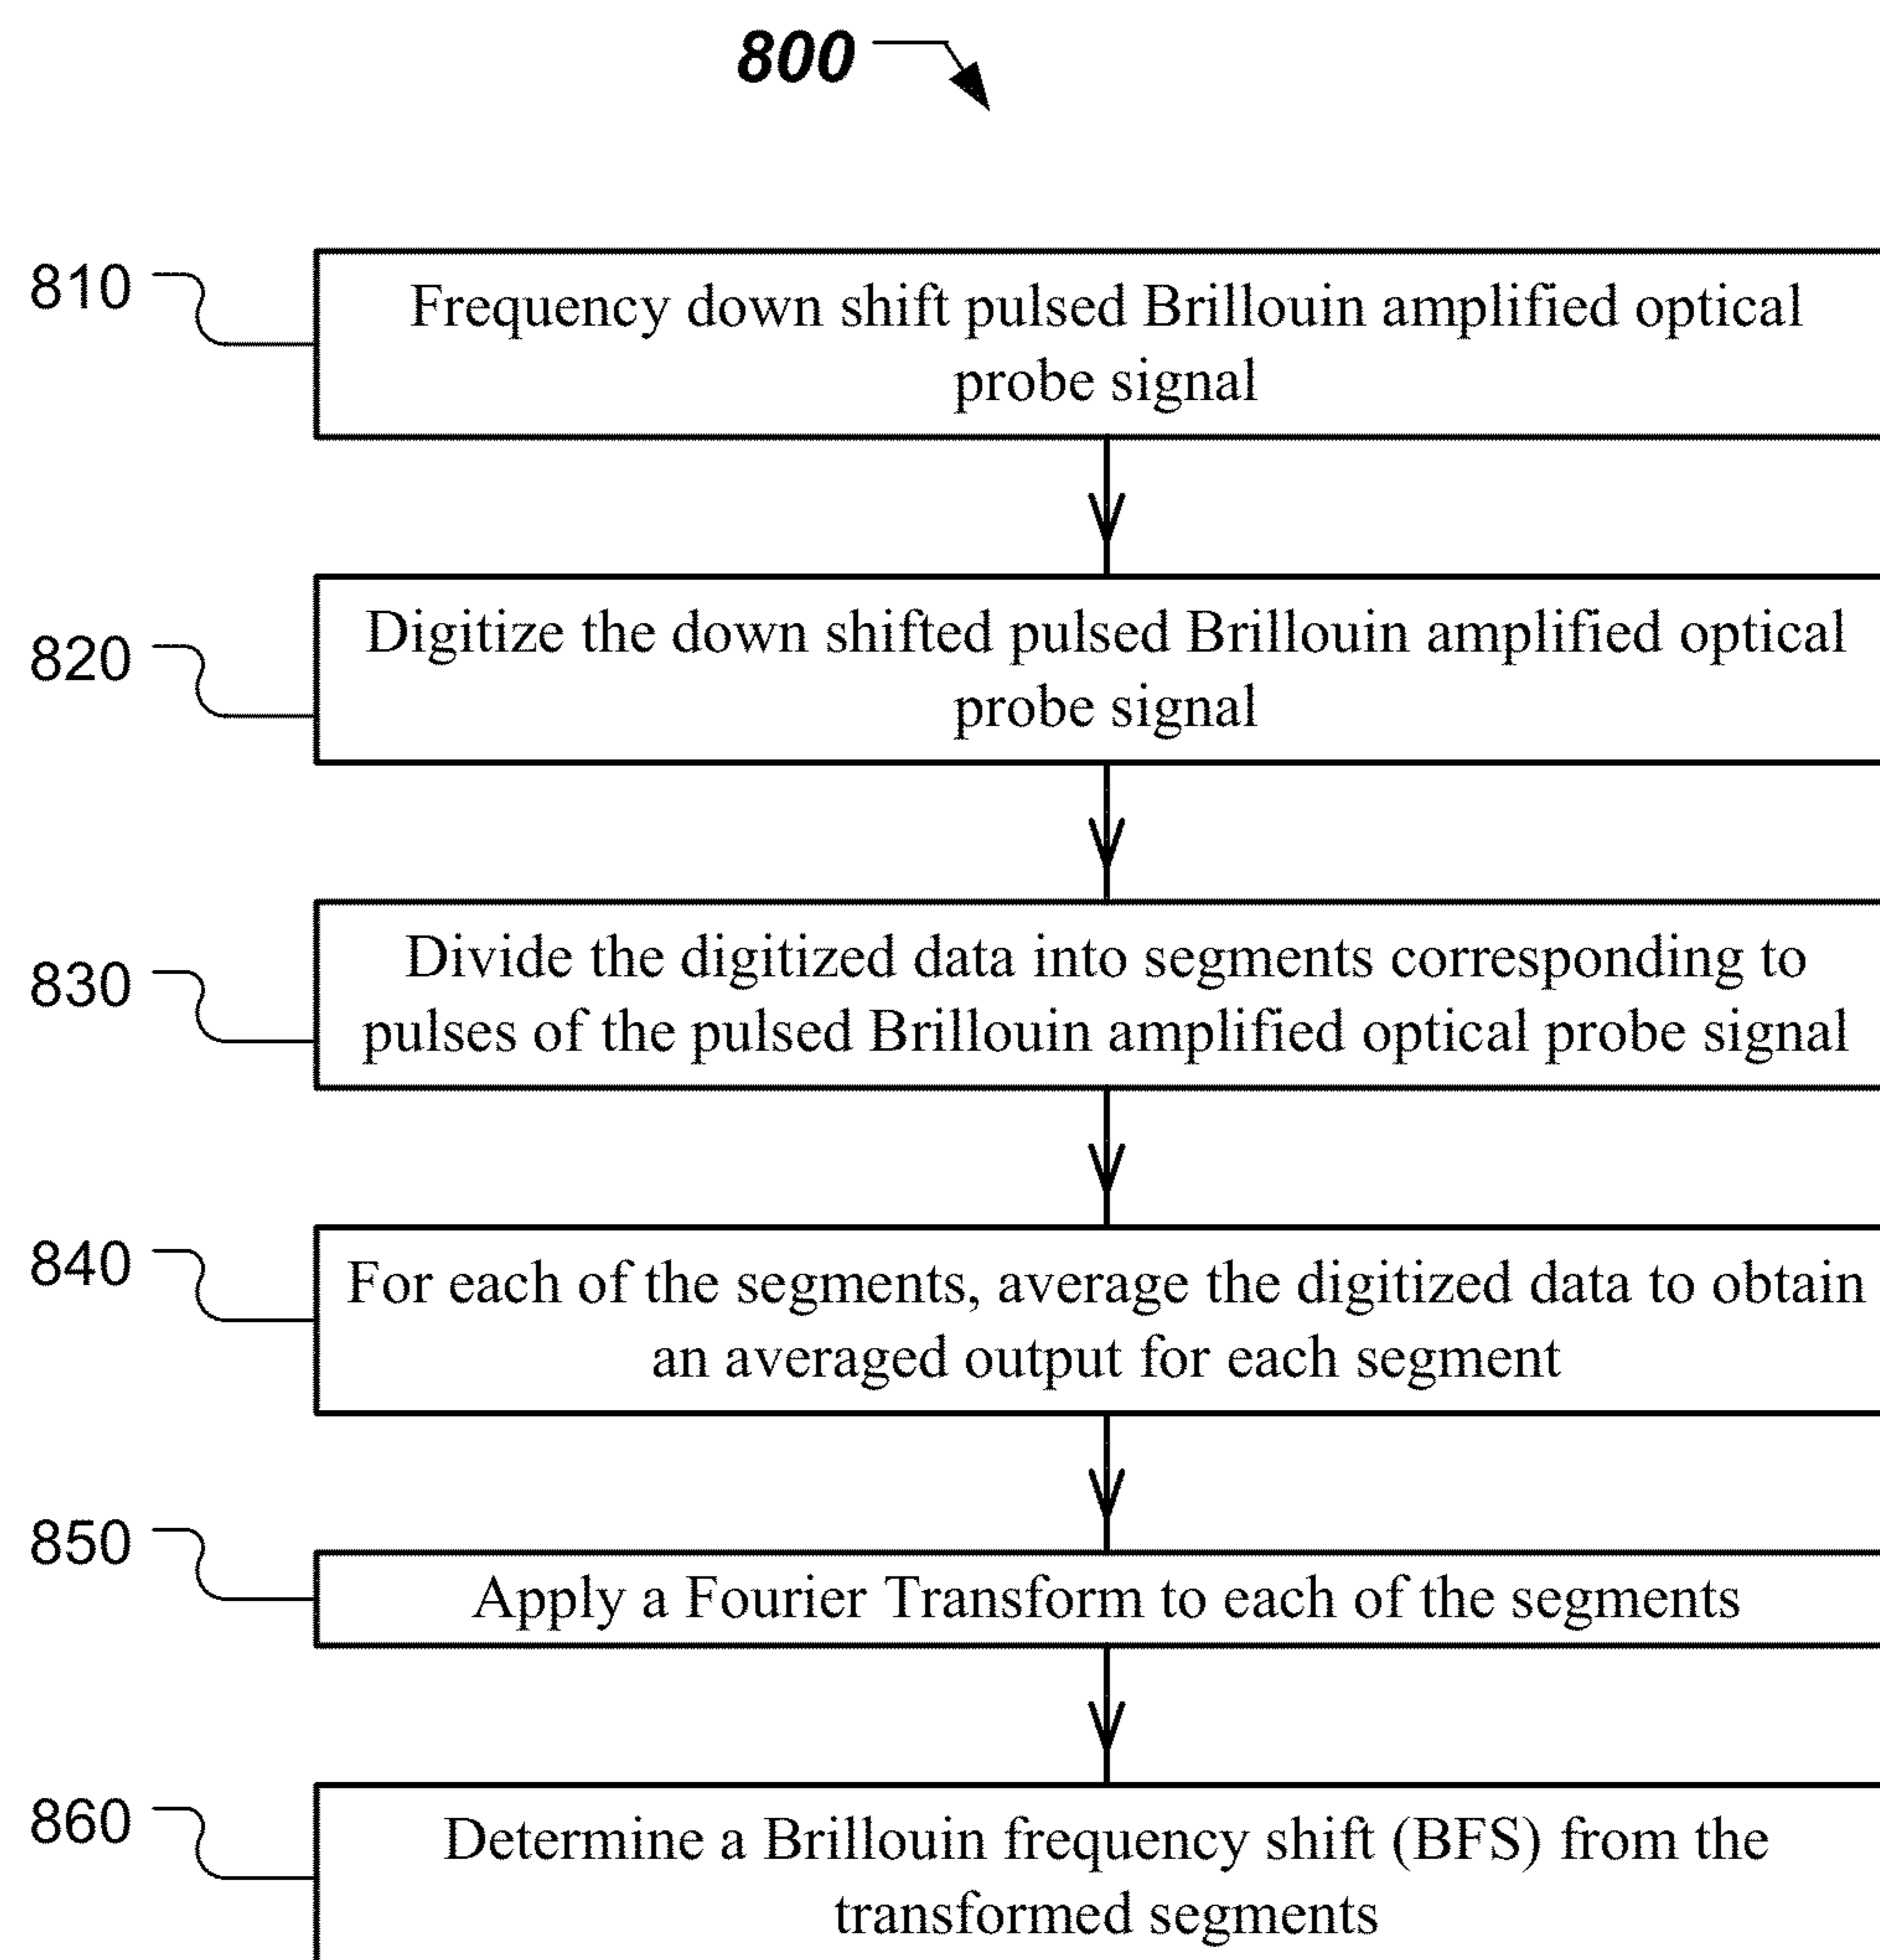 800
810
Frequency down shift pulsed Brillouin amplified optical
probe signal
820
Digitize the down shifted pulsed Brillouin amplified optical
probe signal
830
Divide the digitized data into segments corresponding to
pulses of the pulsed Brillouin amplified optical probe signal
840
For each of the segments, average the digitized data to obtain
an averaged output for each segment
850
Apply a Fourier Transform to each of the segments
860
Determine a Brillouin frequency shift (BFS) from the
transformed segments